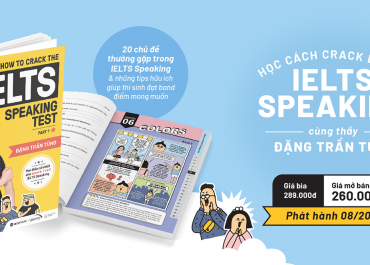 HOW TO CRACK THE
IELTS
SPEAKING
TEST
PART 1
ĐẶNG TRẦN TÙNG
20 chủ đề
thường gặp trong
IELTS Speaking
& những tips hữu ích
giúp thí sinh đạt band
điểm mong muốn
06
COLORS
HỌC CÁCH CRACK
IELTS
SPEAKIN
cùng thầy
ĐẶNG TRẦN TÙ
Giá bìa
289.000đ
Giá mở bán
260.00
Phát hành 08/20